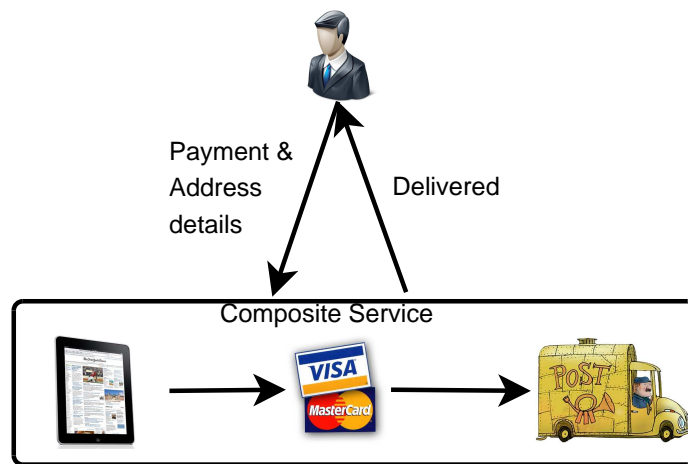 Payment &
Address
details
Delivered
Composite Service
VISA
MasterCard
POST